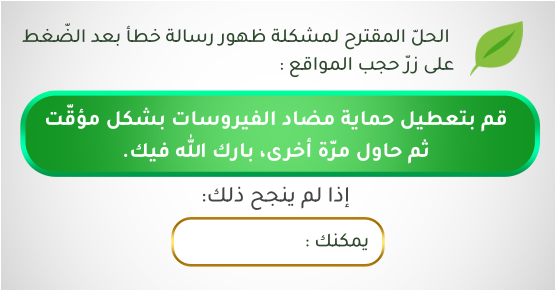 الحلّ المقترح لمشكلة ظهور رسالة خطأ بعد الضّغط
على زرّ حجب المواقع :
قم بتعطيل حماية مضاد الفيروسات بشكل مؤقّت
ثم حاول مرّة أخرى، بارك الله فيك.
إذا لم ينجح ذلك:
يمكنك :